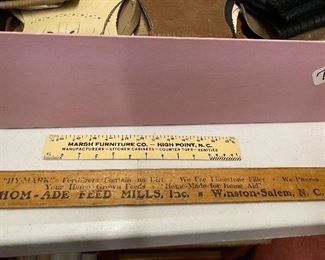 MARSH FURNITURE CO. — HIGH POINT, N. C.
MANUFACTURERS — KITCHEN CABINETS — COUNTER TOPS — VANITIES
"HY-MARK" Fertilizers Contain no Dirt We Use Limestone Filler We Process
Your Home Grown Feeds "Home-Made for Home Aid"
HOM-ADE FEED MILLS, Inc. Winston-Salem, N. C.